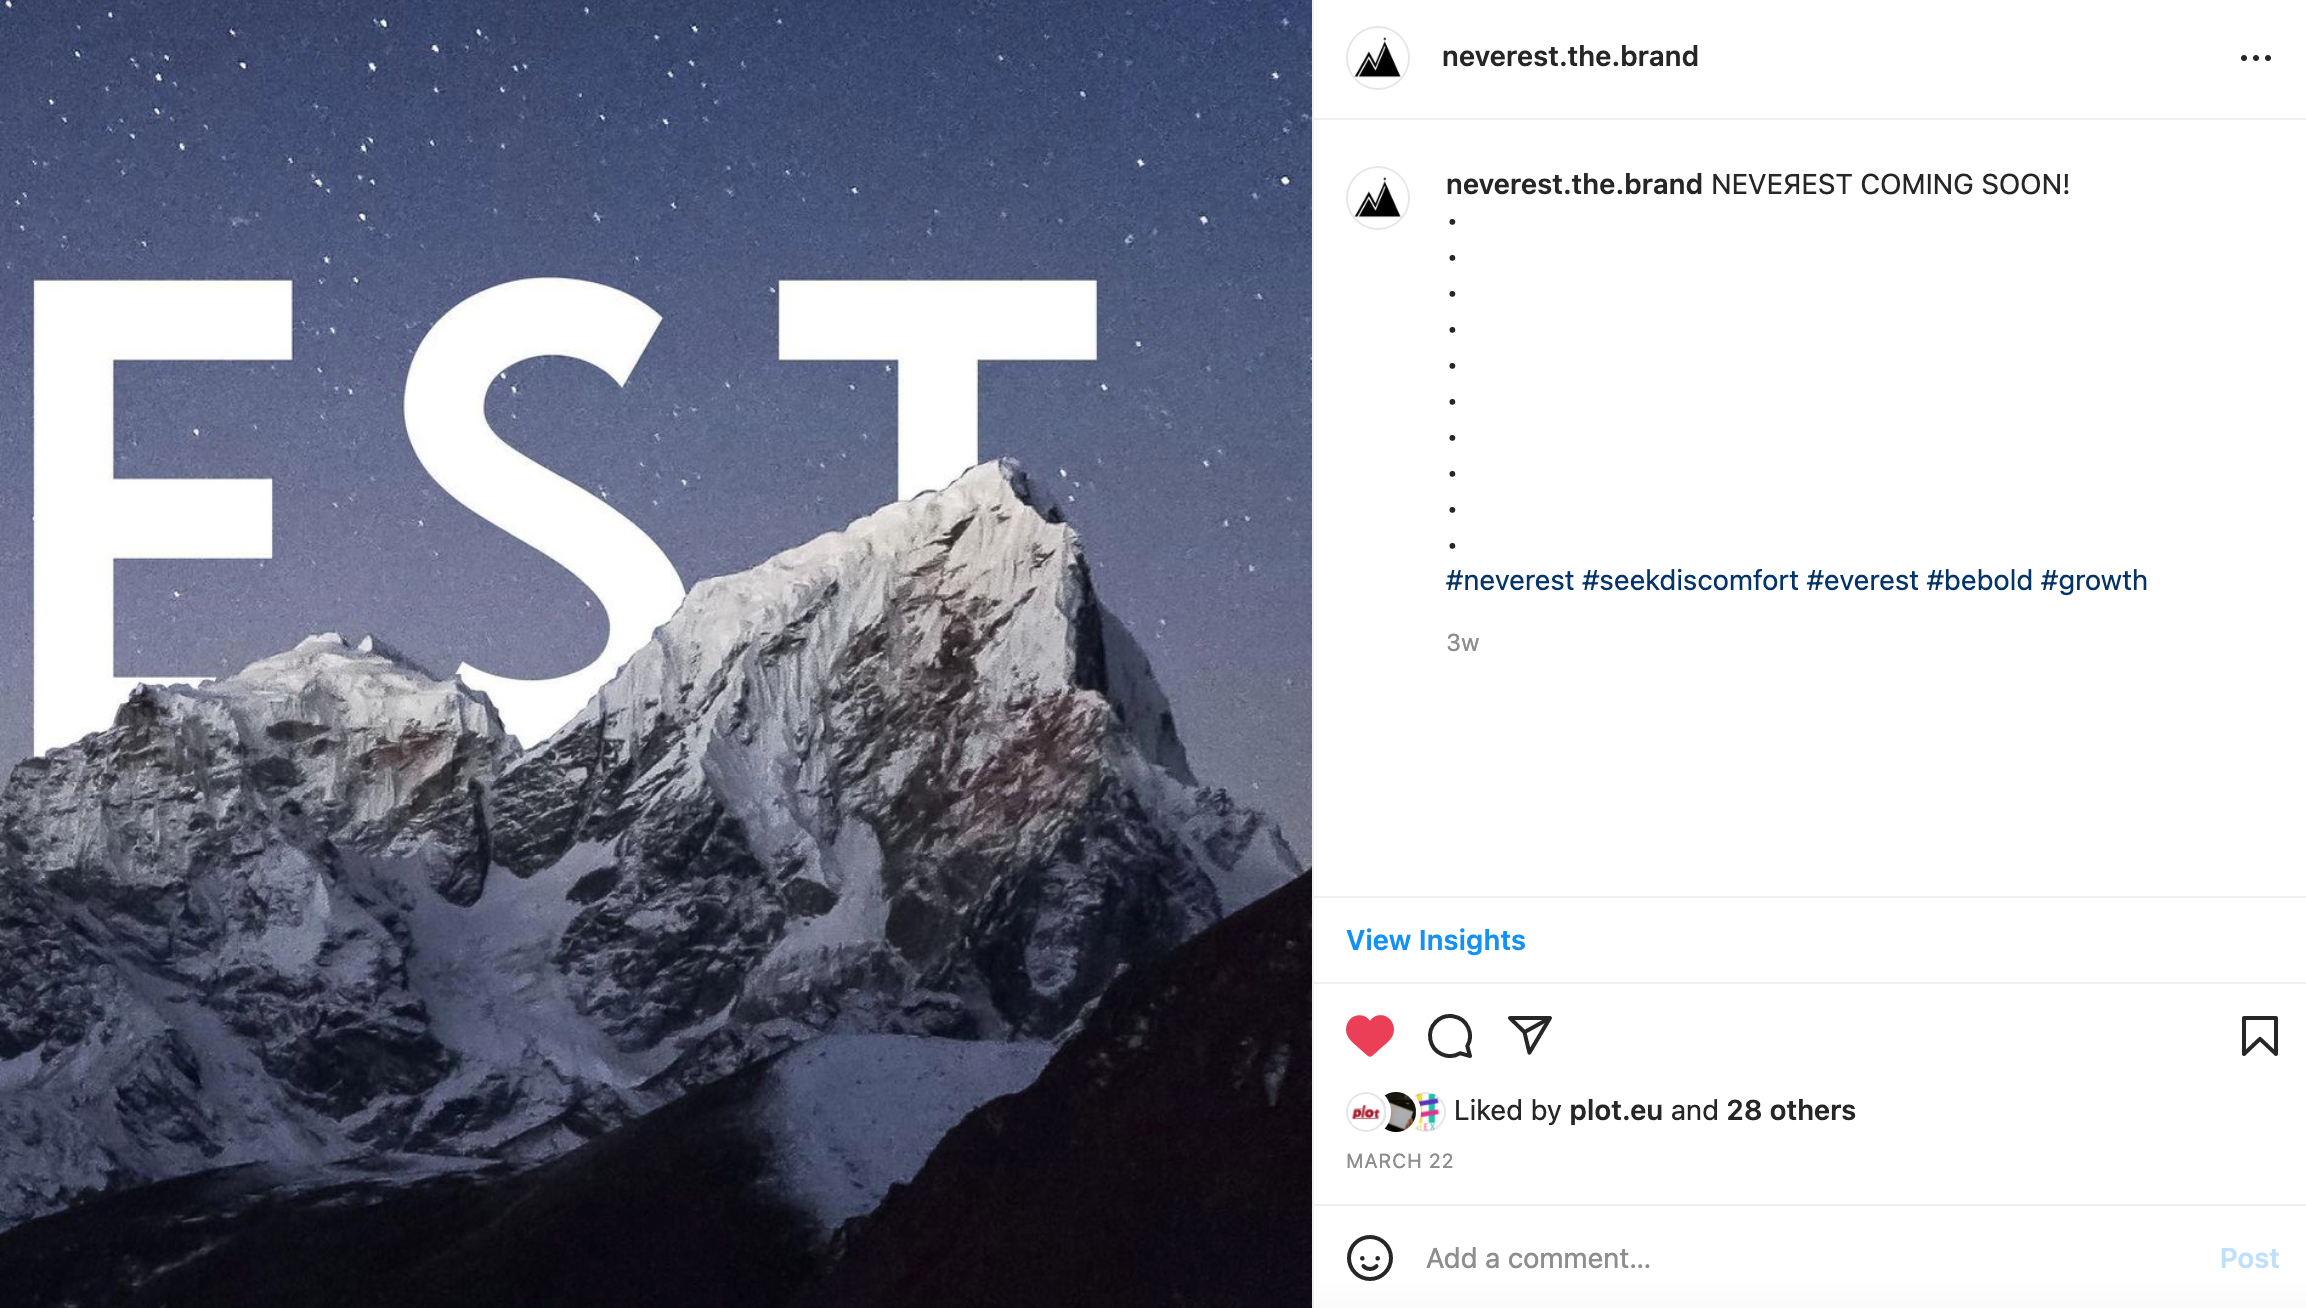 EST
neverest.the.brand
neverest.the.brand NEVEЯEST COMING SOON!
•
•
•
•
•
•
•
•
•
•
#neverest #seekdiscomfort #everest #bebold #growth
3w
View Insights
plot
Liked by plot.eu and 28 others
MARCH 22
Add a comment...
Post